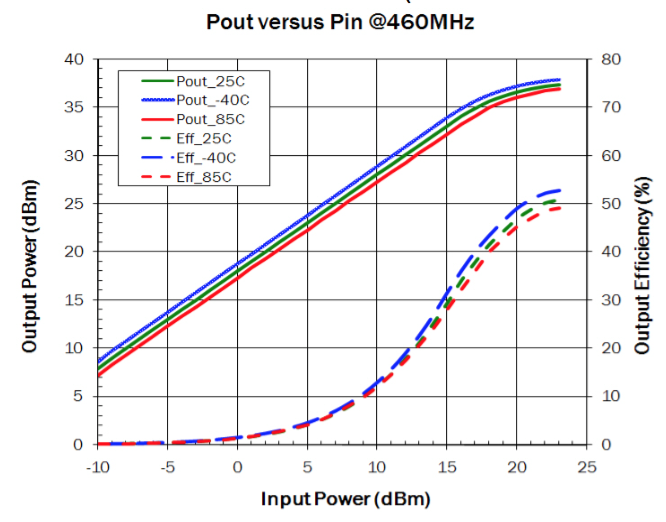 Pout versus Pin @460MHz
Output Power (dBm)
40
35
30
25
20
15
10
5
0
Pout_25C
Pout_-40C
Pout_85C
Eff_25C
Eff_-40C
Eff_85C
80
70
60
50
40
30
20
10
0
Output Efficiency (%)
-10 -5 0 5 10 15 20 25
Input Power (dBm)